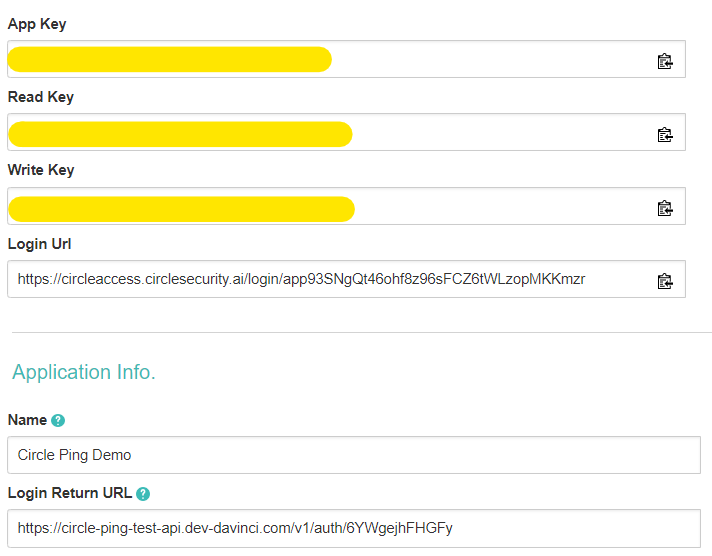 App Key
Read Key
Write Key
Login Url
https://circleaccess.circlesecurity.ai/login/app93SNgQt46ohf8z96sFCZ6tWLzopMKKmzr
Application Info.
Name ?
Circle Ping Demo
Login Return URL ?
https://circle-ping-test-api.dev-davinci.com/v1/auth/6YWgejhFHGFy